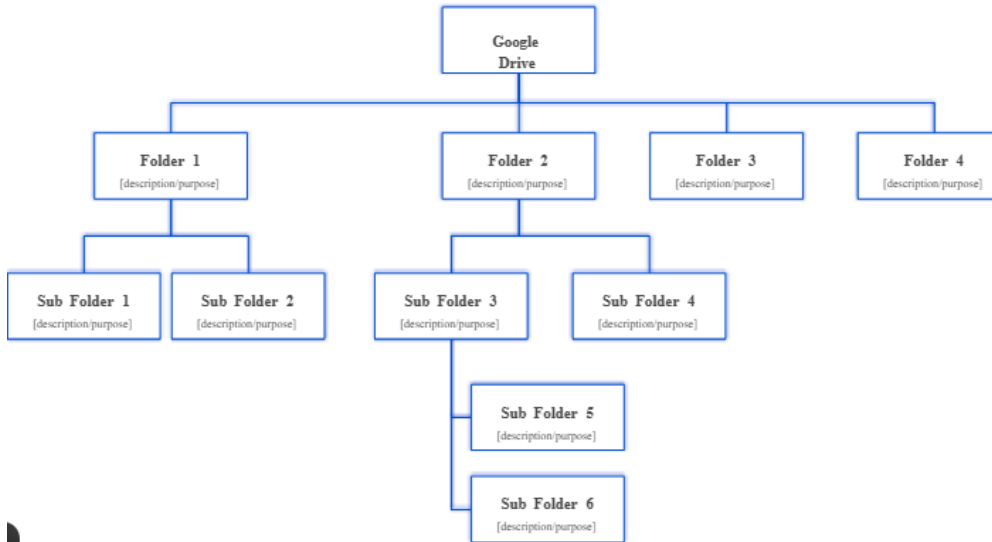 Google
Drive
Folder 1
[description/purpose]
Folder 2
[description/purpose]
Folder 3
[description/purpose]
Folder 4
[description/purpose]
Sub Folder 1
[description/purpose]
Sub Folder 2
[description/purpose]
Sub Folder 3
[description/purpose]
Sub Folder 4
[description/purpose]
Sub Folder 5
[description/purpose]
Sub Folder 6
[description/purpose]